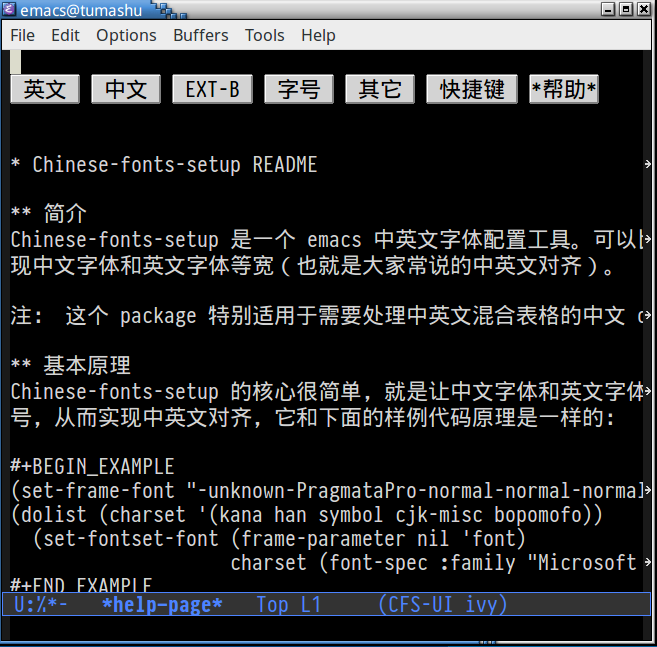 emacs@tumashu
File Edit Options Buffers Tools Help
英文 中文 EXT-B 字号 其它 快捷键 *帮助*
* Chinese-fonts-setup README
** 简介
Chinese-fonts-setup 是一个 emacs 中英文字体配置工具。可以
现中文字体和英文字体等宽（也就是大家常说的中英文对齐）。
注： 这个 package 特别适用于需要处理中英文混合表格的中文
** 基本原理
Chinese-fonts-setup 的核心很简单，就是让中文字体和英文字体
号，从而实现中英文对齐，它和下面的样例代码原理是一样的：
#+BEGIN_EXAMPLE
(set-frame-font "-unknown-PragmataPro-normal-normal-normal
(dolist (charset '(kana han symbol cjk-misc bopomofo))
(set-fontset-font (frame-parameter nil 'font)
charset (font-spec :family "Microsoft
#+END_EXAMPLE
U:%*- *help-page* Top L1 (CFS-UI ivy)